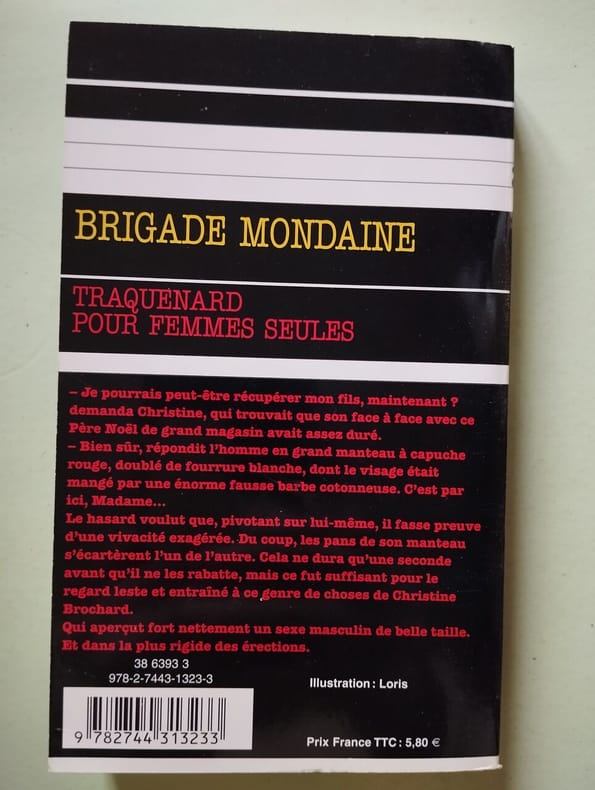 BRIGADE MONDAINE
TRAQUENARD
POUR FEMMES SEULES
– Je pourrais peut-être récupérer mon fils, maintenant ?
demanda Christine, qui trouvait que son face à face avec ce
Père Noël de grand magasin avait assez duré.
– Bien sûr, répondit l'homme en grand manteau à capuche
rouge, doublé de fourrure blanche, dont le visage était
mangé par une énorme fausse barbe cotonneuse. C'est par
ici, Madame...
Le hasard voulut que, pivotant sur lui-même, il fasse preuve
d'une vivacité exagérée. Du coup, les pans de son manteau
s'écartèrent l'un de l'autre. Cela ne dura qu'une seconde
avant qu'il ne les rabatte, mais ce fut suffisant pour le
regard leste et entraîné à ce genre de choses de Christine
Brochard.
Qui aperçut fort nettement un sexe masculin de belle taille.
Et dans la plus rigide des érections.
38 6393 3
978-2-7443-1323-3
Illustration : Loris
9 782744 313233
Prix France TTC : 5,80 €